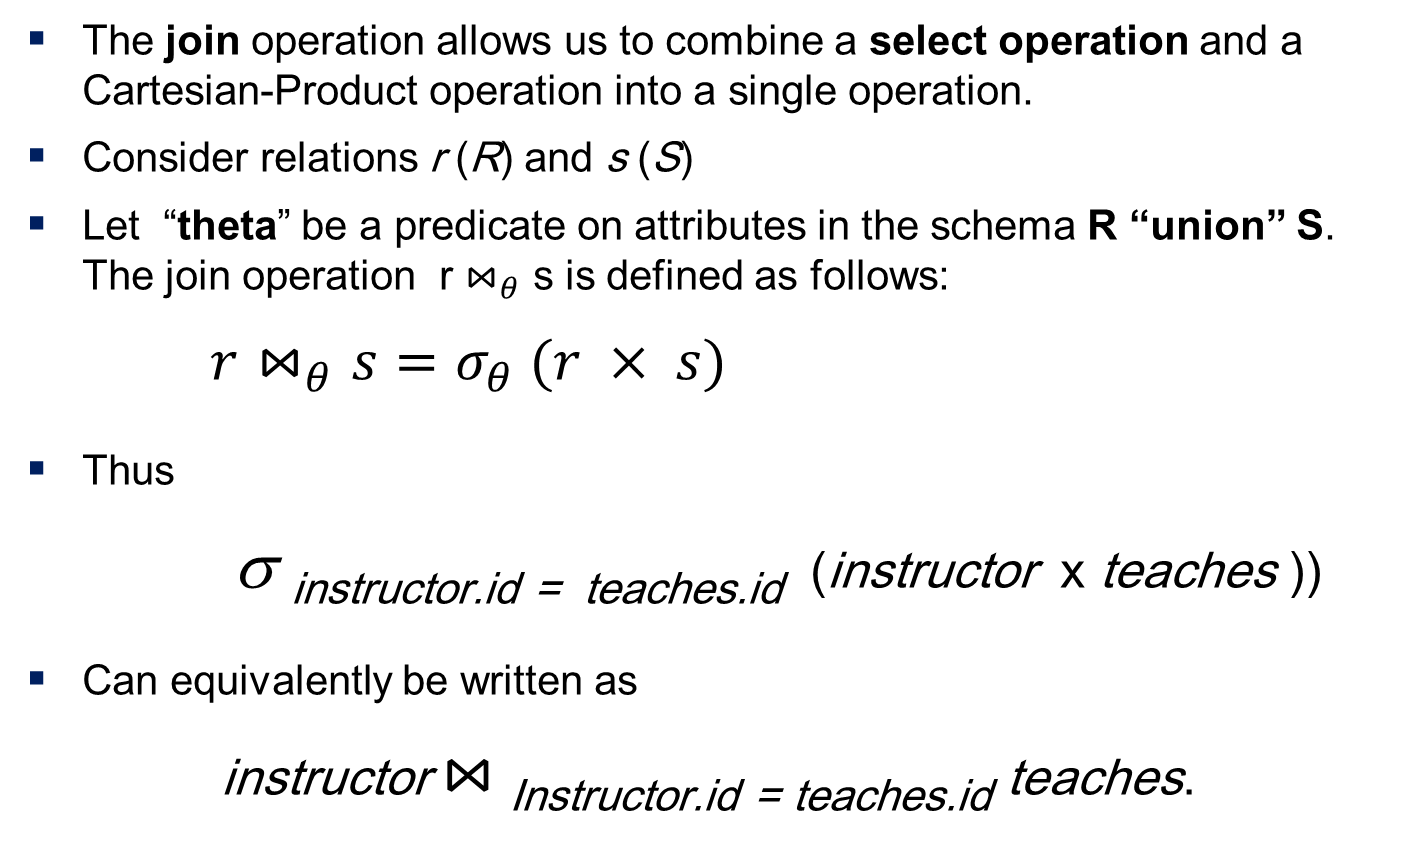 ▪ The join operation allows us to combine a select operation and a
Cartesian-Product operation into a single operation.
▪ Consider relations r (R) and s (S)
▪ Let “theta” be a predicate on attributes in the schema R “union” S.
The join operation r ⋈θ s is defined as follows:
r ⋈θ s = σθ (r × s)
▪ Thus
σ instructor.id = teaches.id (instructor x teaches ))
▪ Can equivalently be written as
instructor ⋈ Instructor.id = teaches.id teaches.